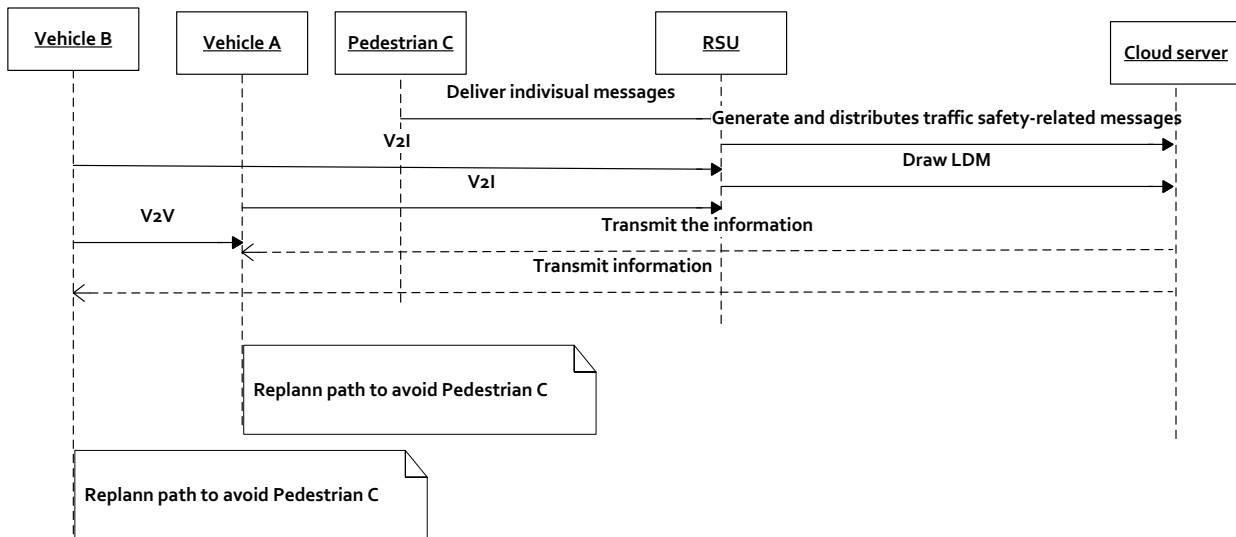 Vehicle B
Vehicle A
Pedestrian C
RSU
Cloud server
Deliver indivisual messages
Generate and distributes traffic safety-related messages
V2I
Draw LDM
V2I
V2V
Transmit the information
Transmit information
Replann path to avoid Pedestrian C
Replann path to avoid Pedestrian C